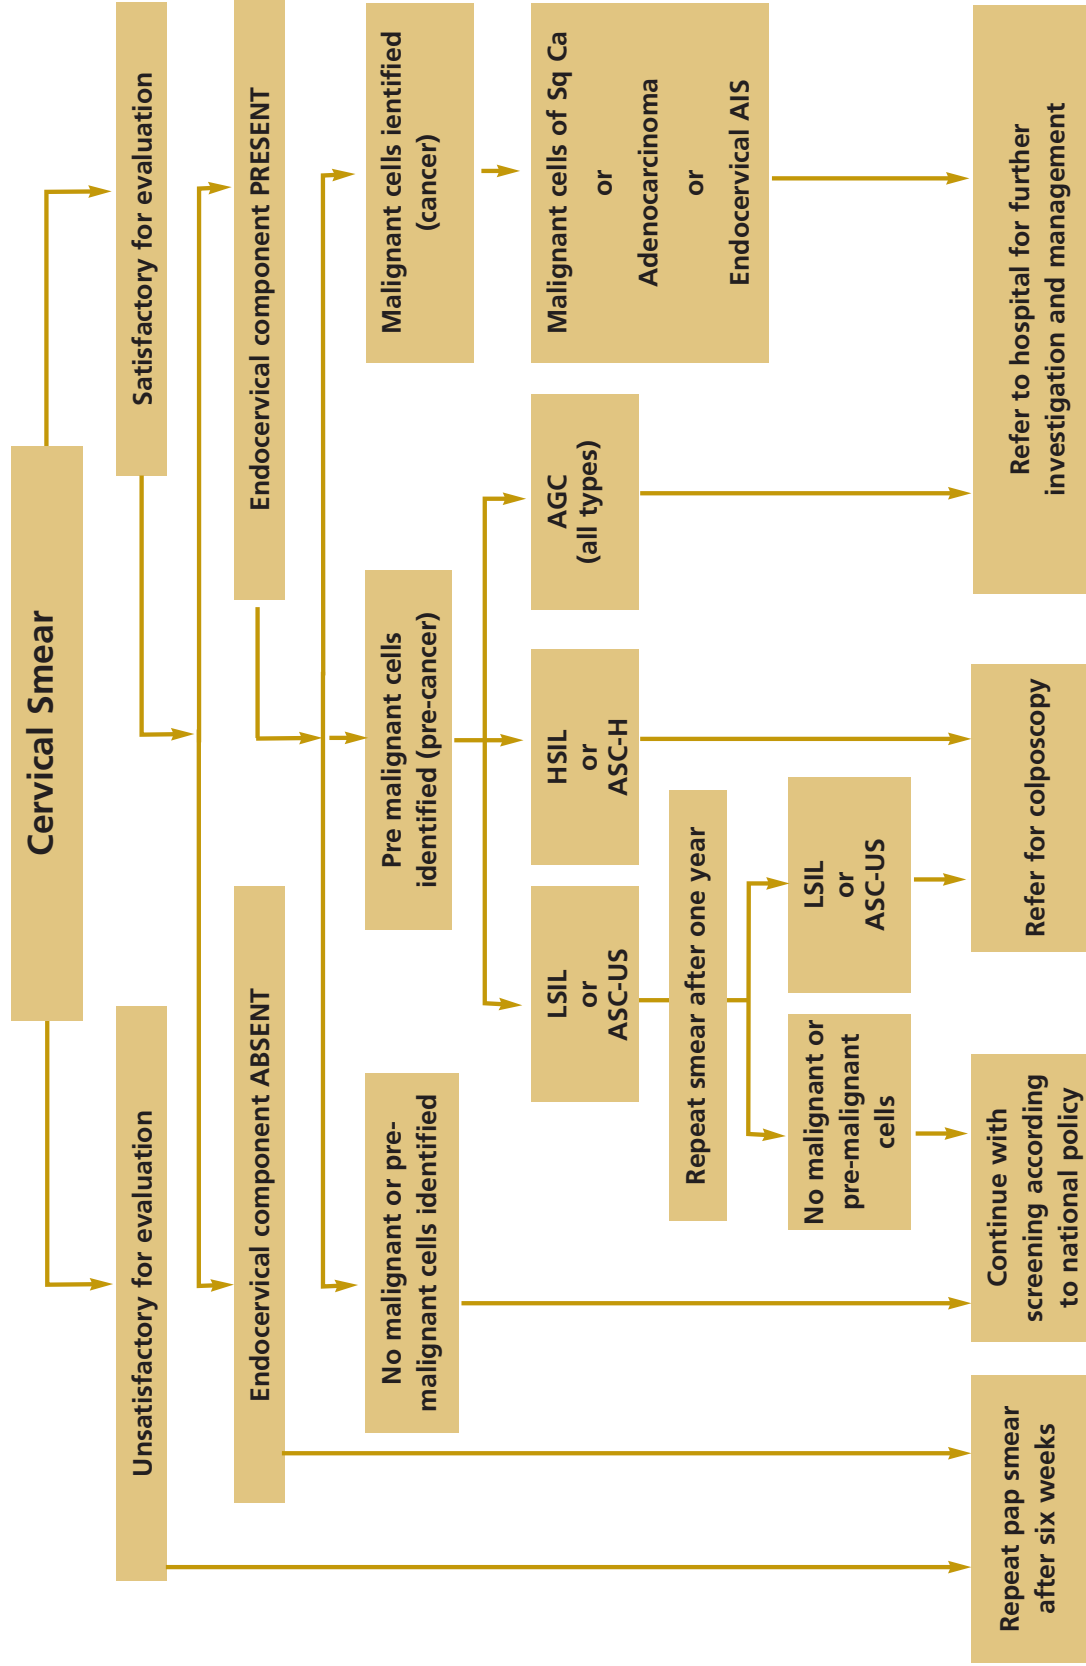 Cervical Smear
Unsatisfactory for evaluation
Satisfactory for evaluation
Endocervical component ABSENT
Endocervical component PRESENT
No malignant or pre-
malignant cells identified
Pre malignant cells
identified (pre-cancer)
Malignant cells ientified
(cancer)
LSIL
or
ASC-US
HSIL
or
ASC-H
AGC
(all types)
Malignant cells of Sq Ca
or
Adenocarcinoma
or
Endocervical AIS
Repeat smear after one year
No malignant or
pre-malignant
cells
LSIL
or
ASC-US
Repeat pap smear
after six weeks
Continue with
screening according
to national policy
Refer for colposcopy
Refer to hospital for further
investigation and management